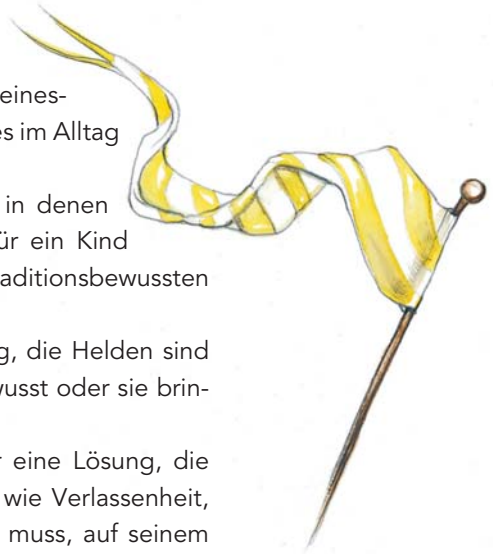 eines-
es im Alltag
in denen
ür ein Kind
aditionsbewussten
g, die Helden sind
wusst oder sie brin-
r eine Lösung, die
wie Verlassenheit,
muss, auf seinem